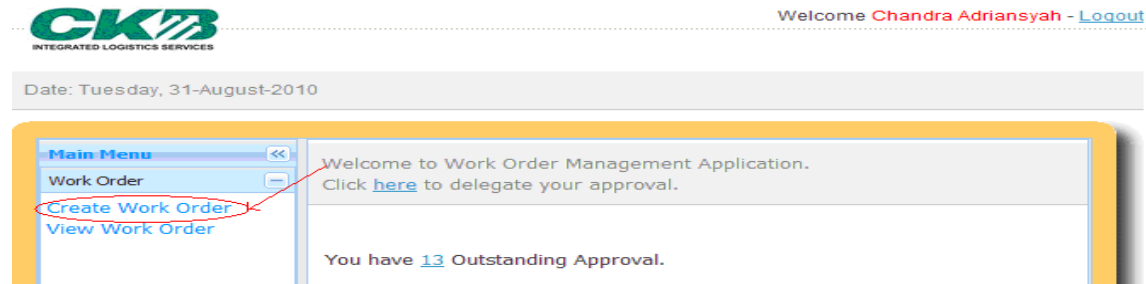 CKB
INTEGRATED LOGISTICS SERVICES
Welcome Chandra Adriansyah - Logout
Date: Tuesday, 31-August-2010
Main Menu
Work Order
Create Work Order
View Work Order
Welcome to Work Order Management Application.
Click here to delegate your approval.
You have 13 Outstanding Approval.